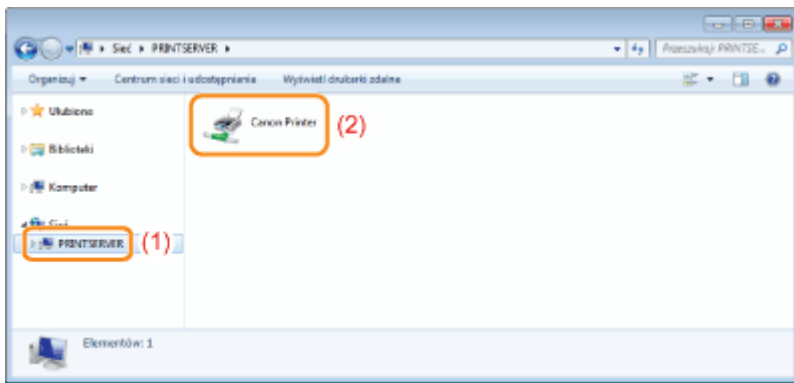 Sieć ▸ PRINTSERVER ▸
Przeszukaj: PRINTSE...
Organizuj Centrum sieci i udostępniania Wyświetl drukarki zdalne
Ulubione
Canon Printer (2)
Biblioteki
Komputer
Sieć
PRINTSERVER (1)
Elementów: 1